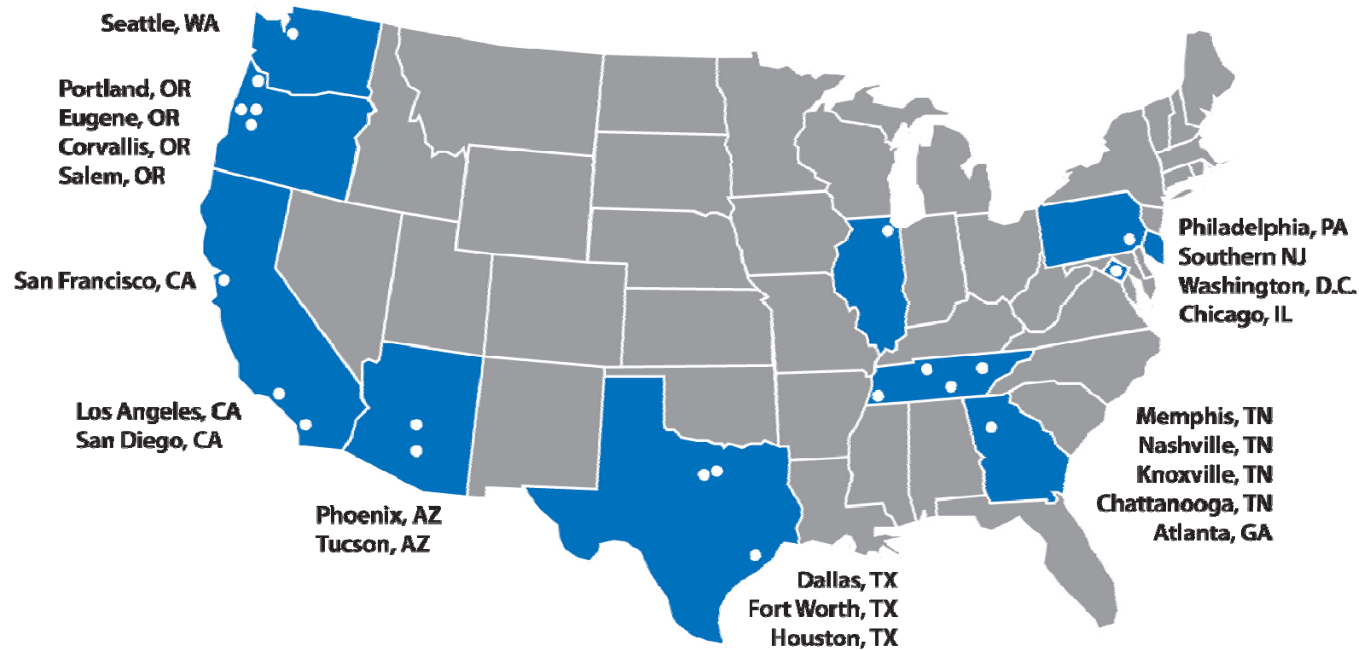 Seattle, WA
Portland, OR
Eugene, OR
Corvallis, OR
Salem, OR
San Francisco, CA
Los Angeles, CA
San Diego, CA
Phoenix, AZ
Tucson, AZ
Dallas, TX
Fort Worth, TX
Houston, TX
Philadelphia, PA
Southern NJ
Washington, D.C.
Chicago, IL
Memphis, TN
Nashville, TN
Knoxville, TN
Chattanooga, TN
Atlanta, GA